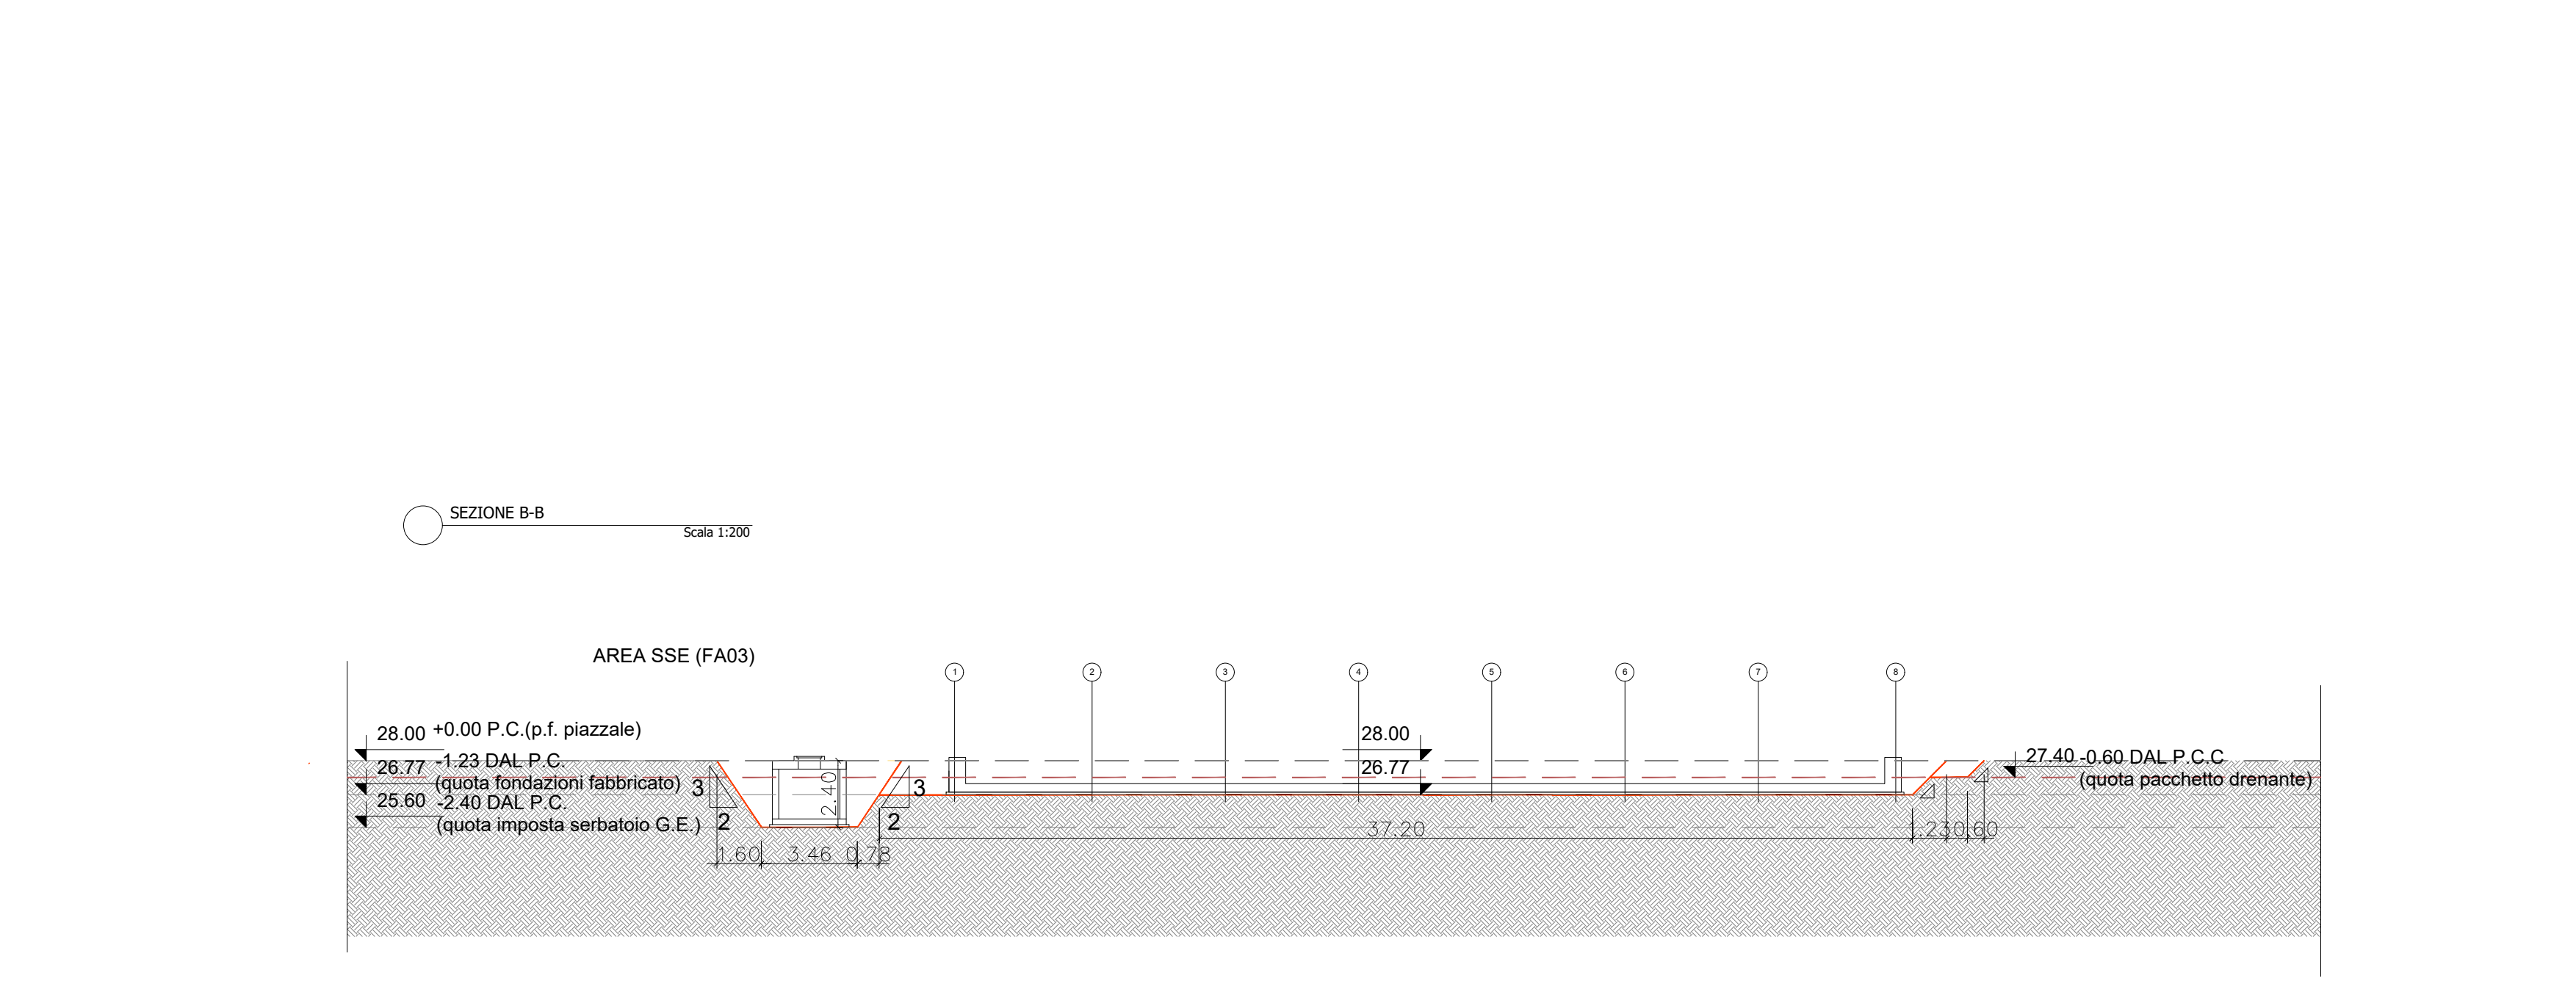 SEZIONE B-B
Scala 1:200
AREA SSE (FA03)
1 2 3 4 5 6 7 8
28.00 +0.00 P.C.(p.f. piazzale)
26.77 -1.23 DAL P.C.
(quota fondazioni fabbricato)
25.60 -2.40 DAL P.C.
(quota imposta serbatoio G.E.)
3
2
2.40
3
2
28.00
26.77
27.40 -0.60 DAL P.C.C
(quota pacchetto drenante)
37.20
1.23
0.60
1.60 3.46 0.78